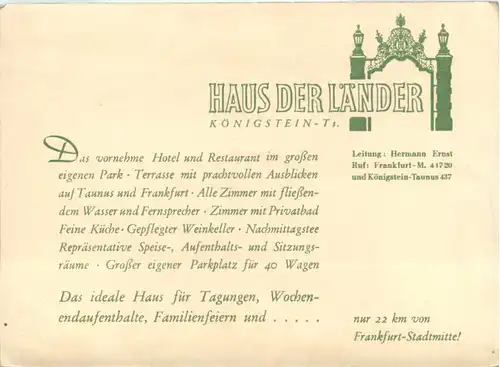 HAUS DER LÄNDER
KÖNIGSTEIN-Ts.
Leitung: Hermann Ernst
Ruf: Frankfurt-M. 41720
und Königstein-Taunus 437
Das vornehme Hotel und Restaurant im großen
eigenen Park · Terrasse mit prachtvollen Ausblicken
auf Taunus und Frankfurt · Alle Zimmer mit fließen-
dem Wasser und Fernsprecher · Zimmer mit Privatbad
Feine Küche · Gepflegter Weinkeller · Nachmittagstee
Repräsentative Speise-, Aufenthalts- und Sitzungs-
räume · Großer eigener Parkplatz für 40 Wagen
Das ideale Haus für Tagungen, Wochen-
endaufenthalte, Familienfeiern und . . . . .
nur 22 km von
Frankfurt-Stadtmitte!